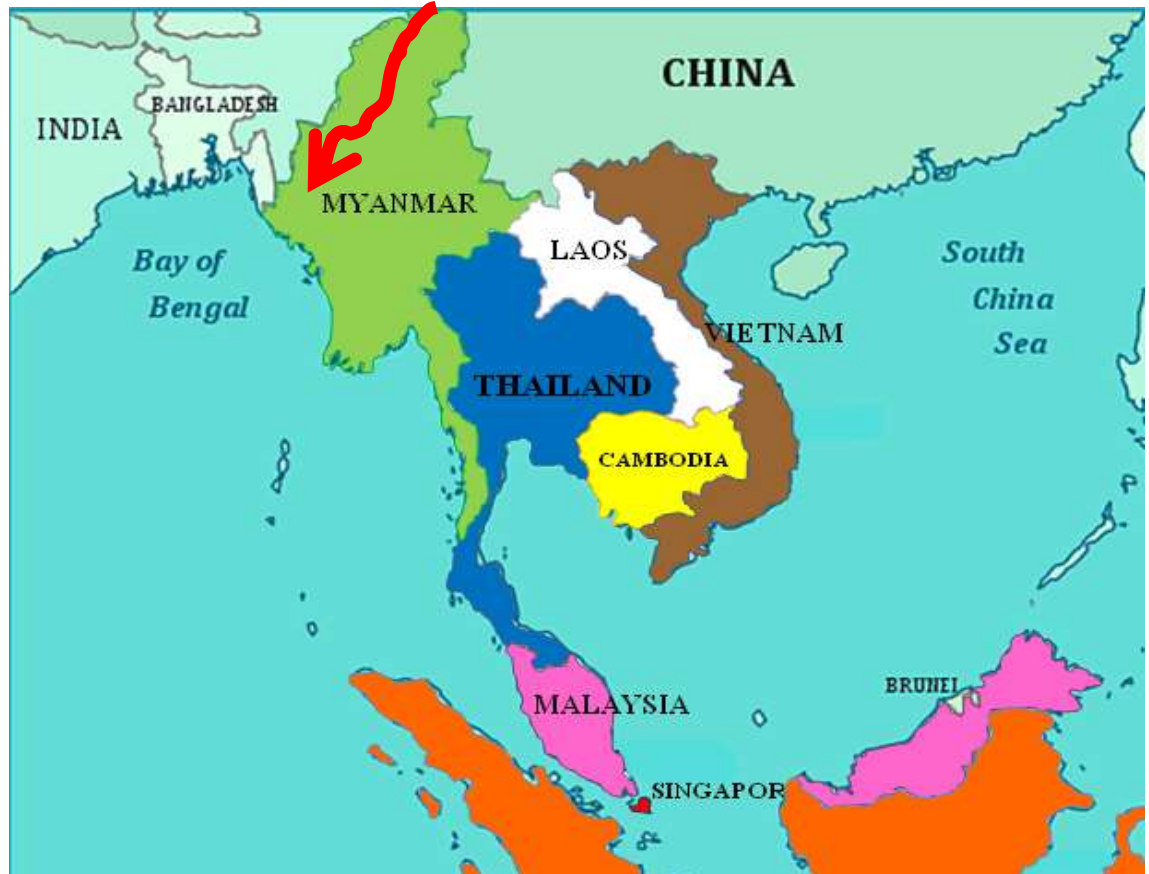 CHINA
BANGLADESH
INDIA
MYANMAR
LAOS
Bay of
Bengal
South
China
Sea
VIETNAM
THAILAND
CAMBODIA
BRUNEI
MALAYSIA
SINGAPOR